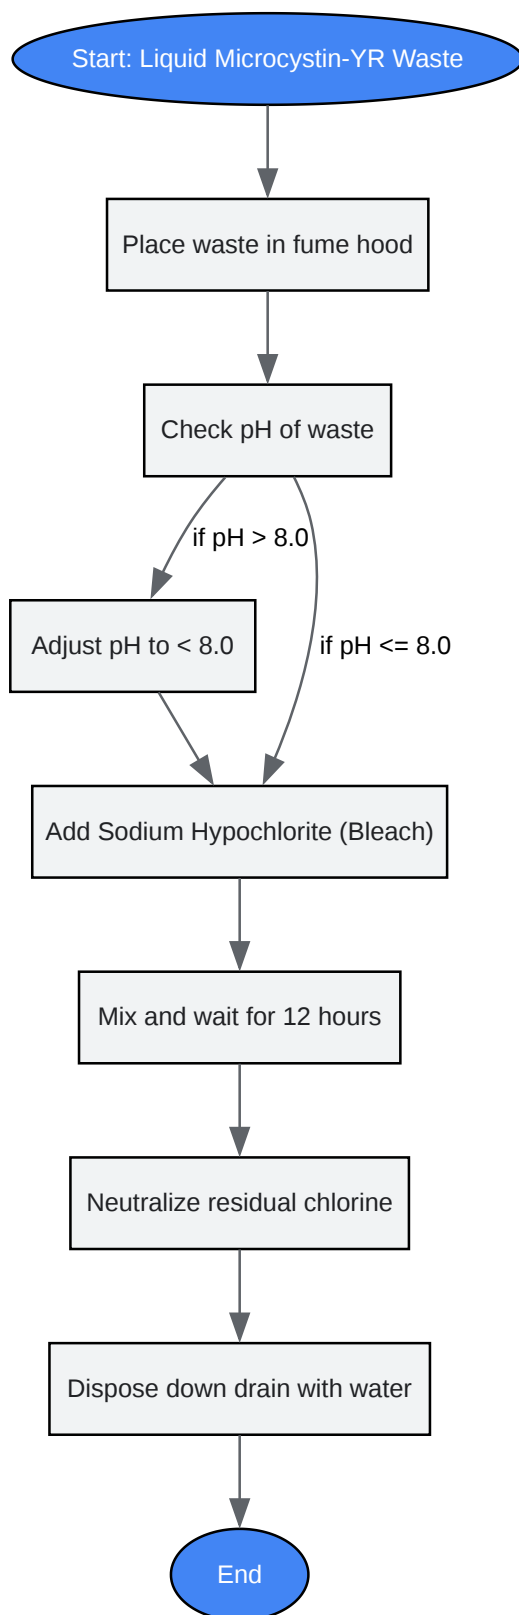 Start: Liquid Microcystin-YR Waste
Place waste in fume hood
Check pH of waste
if pH > 8.0
Adjust pH to < 8.0
if pH <= 8.0
Add Sodium Hypochlorite (Bleach)
Mix and wait for 12 hours
Neutralize residual chlorine
Dispose down drain with water
End